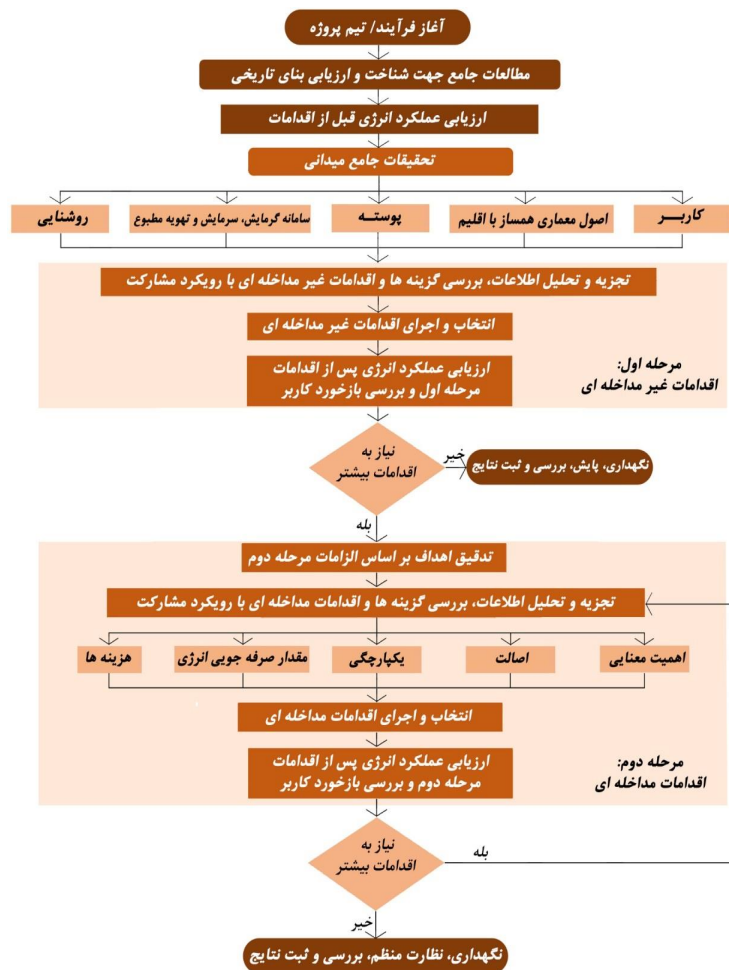 آغاز فرآیند/ تیم پروژه
مطالعات جامع جهت شناخت و ارزیابی بنای تاریخی
ارزیابی عملکرد انرژی قبل از اقدامات
تحقیقات جامع میدانی
کاربـــر
اصول معماری همساز با اقلیم
پوستــه
سامانه گرمایش، سرمایش و تهویه مطبوع
روشنایی
تجزیه و تحلیل اطلاعات، بررسی گزینه ها و اقدامات غیر مداخله ای با رویکرد مشارکت
انتخاب و اجرای اقدامات غیر مداخله ای
ارزیابی عملکرد انرژی پس از اقدامات
مرحله اول و بررسی بازخورد کاربر
مرحله اول:
اقدامات غیر مداخله ای
نیاز به
اقدامات بیشتر
خیر
نگهداری، پایش، بررسی و ثبت نتایج
بله
تدقیق اهداف بر اساس الزامات مرحله دوم
تجزیه و تحلیل اطلاعات، بررسی گزینه ها و اقدامات مداخله ای با رویکرد مشارکت
اهمیت معنایی
اصالت
یکپارچگی
مقدار صرفه جویی انرژی
هزینه ها
انتخاب و اجرای اقدامات مداخله ای
ارزیابی عملکرد انرژی پس از اقدامات
مرحله دوم و بررسی بازخورد کاربر
مرحله دوم:
اقدامات مداخله ای
نیاز به
اقدامات بیشتر
بله
خیر
نگهداری، نظارت منظم، بررسی و ثبت نتایج